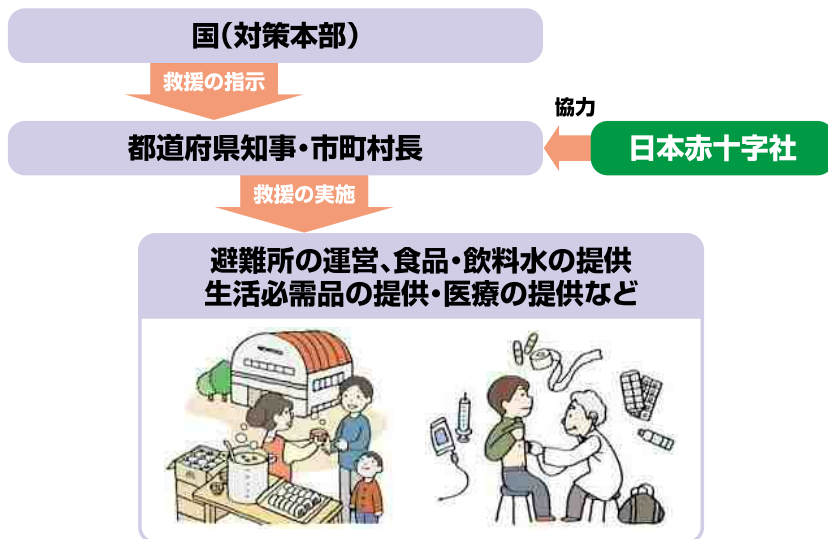 国（対策本部）
救援の指示
協力
都道府県知事・市町村長
日本赤十字社
救援の実施
避難所の運営、食品・飲料水の提供
生活必需品の提供・医療の提供など